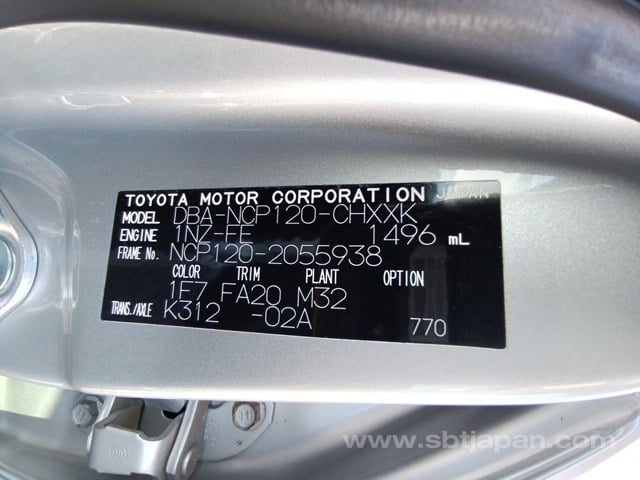 TOYOTA MOTOR CORPORATION JAPAN
MODEL DBA-NCP120-CHXXK
ENGINE 1NZ-FE 1496 mL
FRAME No. NCP120-2055938
COLOR TRIM PLANT OPTION
1F7 FA20 M32
TRANS./AXLE K312 -02A 770
www.sbtjapan.com